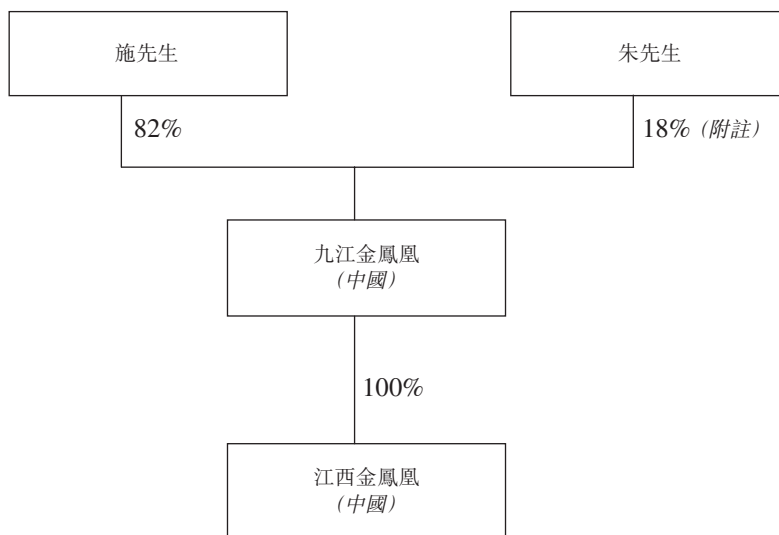 施先生
朱先生
82%
18% (附註)
九江金鳳凰
(中國)
100%
江西金鳳凰
(中國)